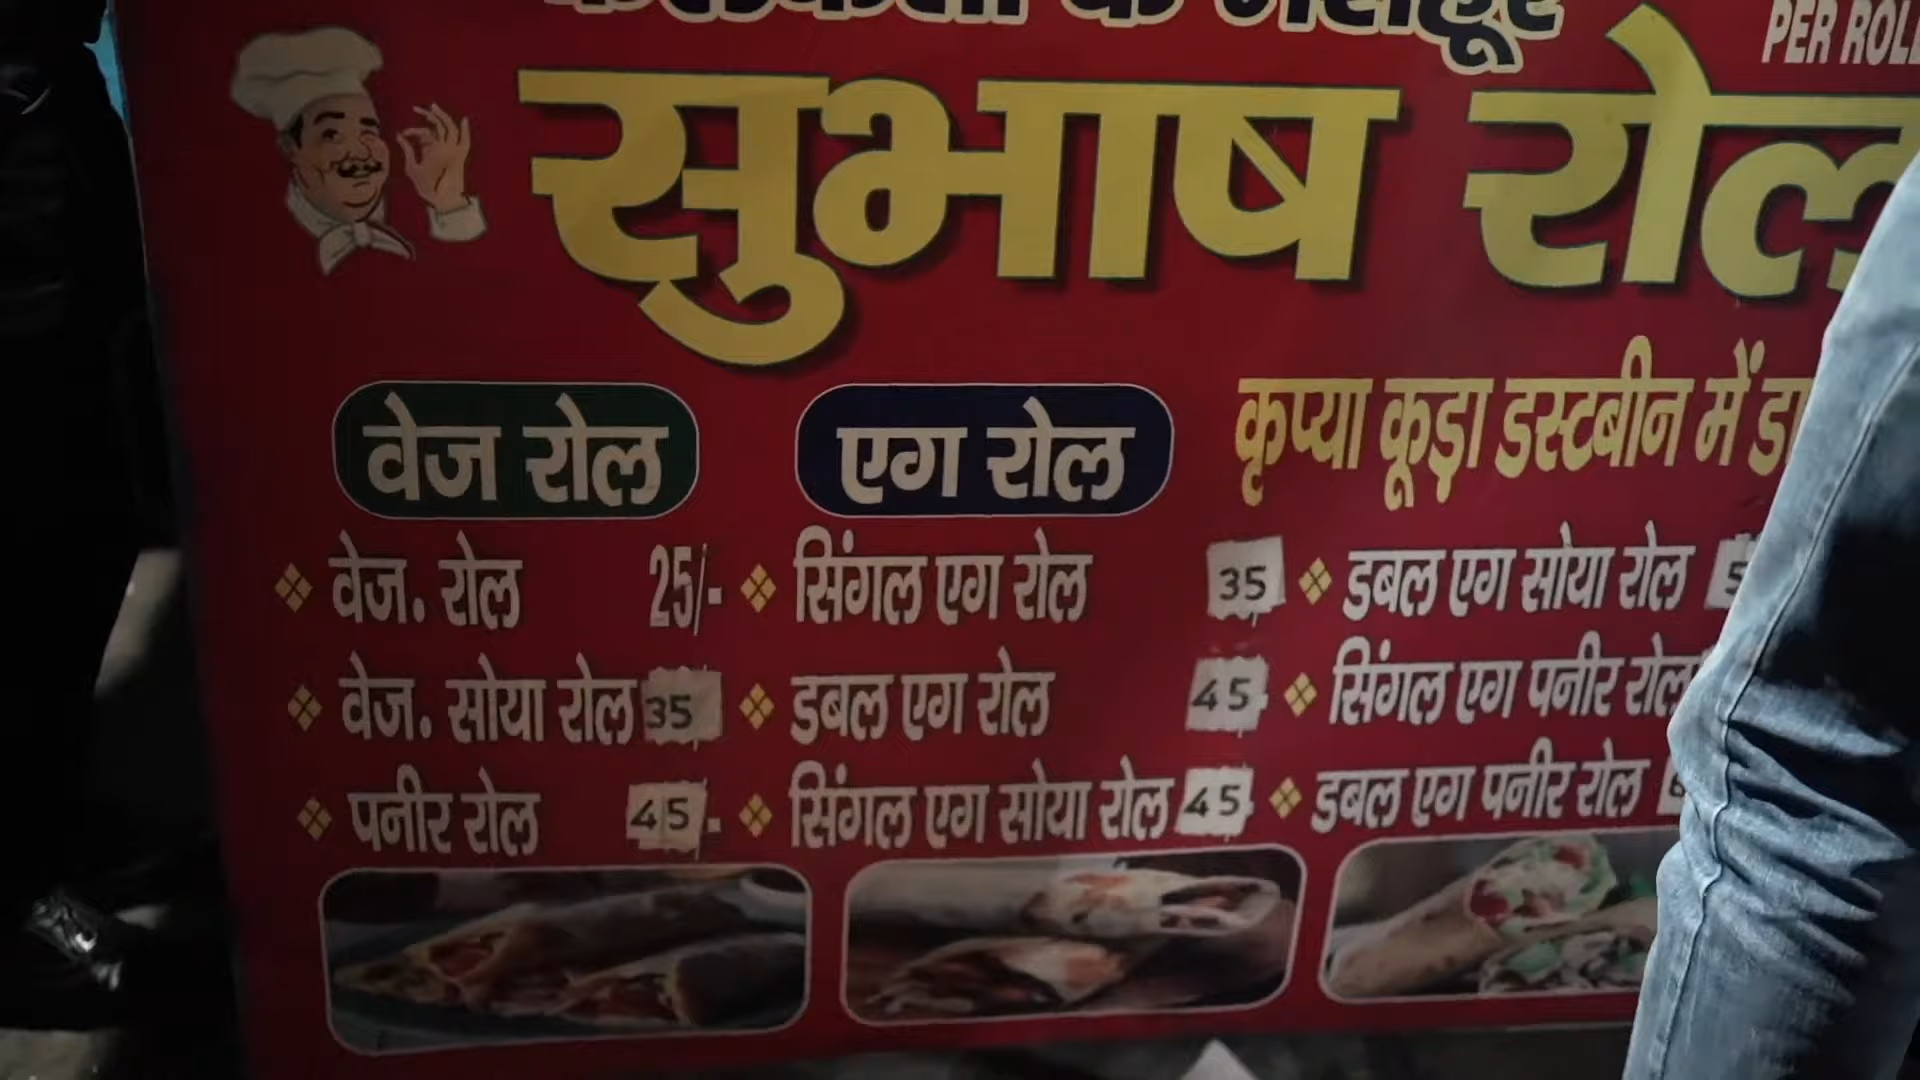 के मशहूर
PER ROLL
सुभाष रोल
वेज रोल
एग रोल
कृप्या कूड़ा डस्टबीन में
वेज. रोल 25/-
सिंगल एग रोल 35
डबल एग सोया रोल
वेज. सोया रोल 35
डबल एग रोल 45
सिंगल एग पनीर रोल
पनीर रोल 45-
सिंगल एग सोया रोल 45
डबल एग पनीर रोल